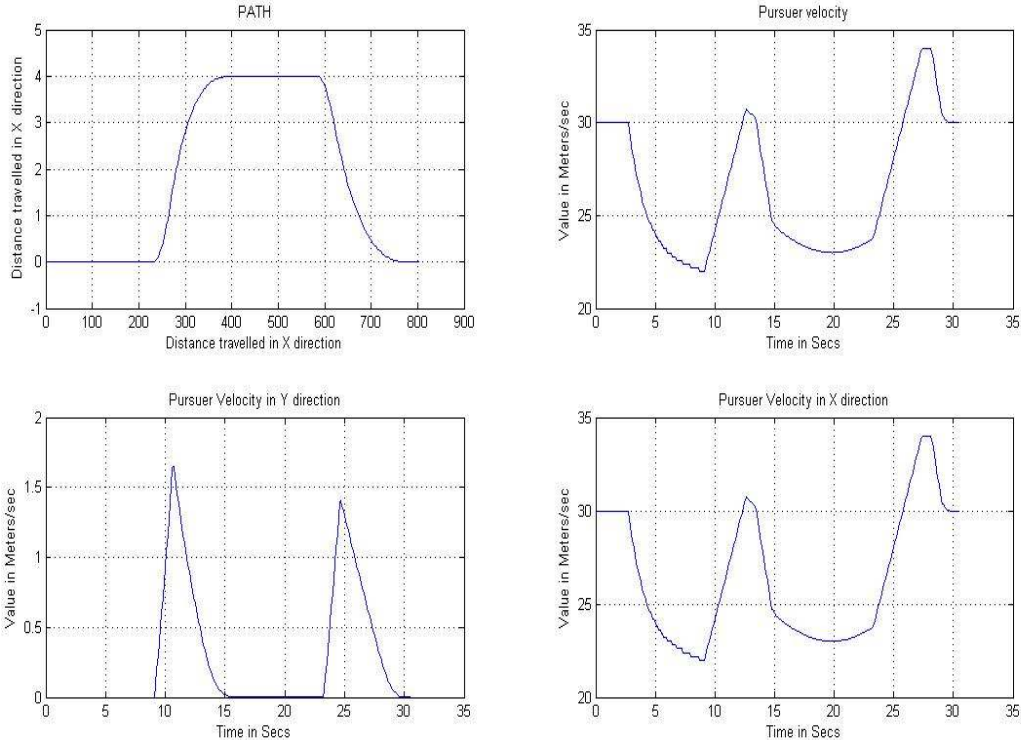 PATH
Distance travelled in X direction
5
4
3
2
1
0
-1
0 100 200 300 400 500 600 700 800 900
Distance travelled in X direction
Pursuer velocity
Value in Meters/sec
35
30
25
20
0 5 10 15 20 25 30 35
Time in Secs
Pursuer Velocity in Y direction
Value in Meters/sec
2
1.5
1
0.5
0
0 5 10 15 20 25 30 35
Time in Secs
Pursuer Velocity in X direction
Value in Meters/sec
35
30
25
20
0 5 10 15 20 25 30 35
Time in Secs